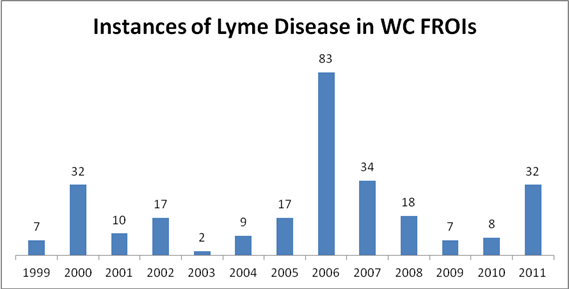 Instances of Lyme Disease in WC FROIs
7 32 10 17 2 9 17 83 34 18 7 8 32
1999 2000 2001 2002 2003 2004 2005 2006 2007 2008 2009 2010 2011